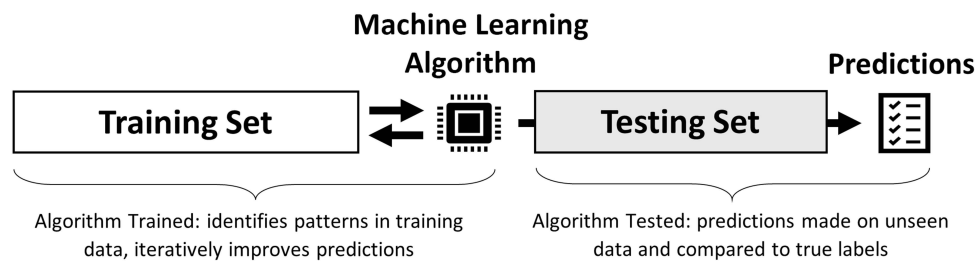 Machine Learning
Algorithm
Predictions
Training Set
Testing Set
Algorithm Trained: identifies patterns in training
data, iteratively improves predictions
Algorithm Tested: predictions made on unseen
data and compared to true labels